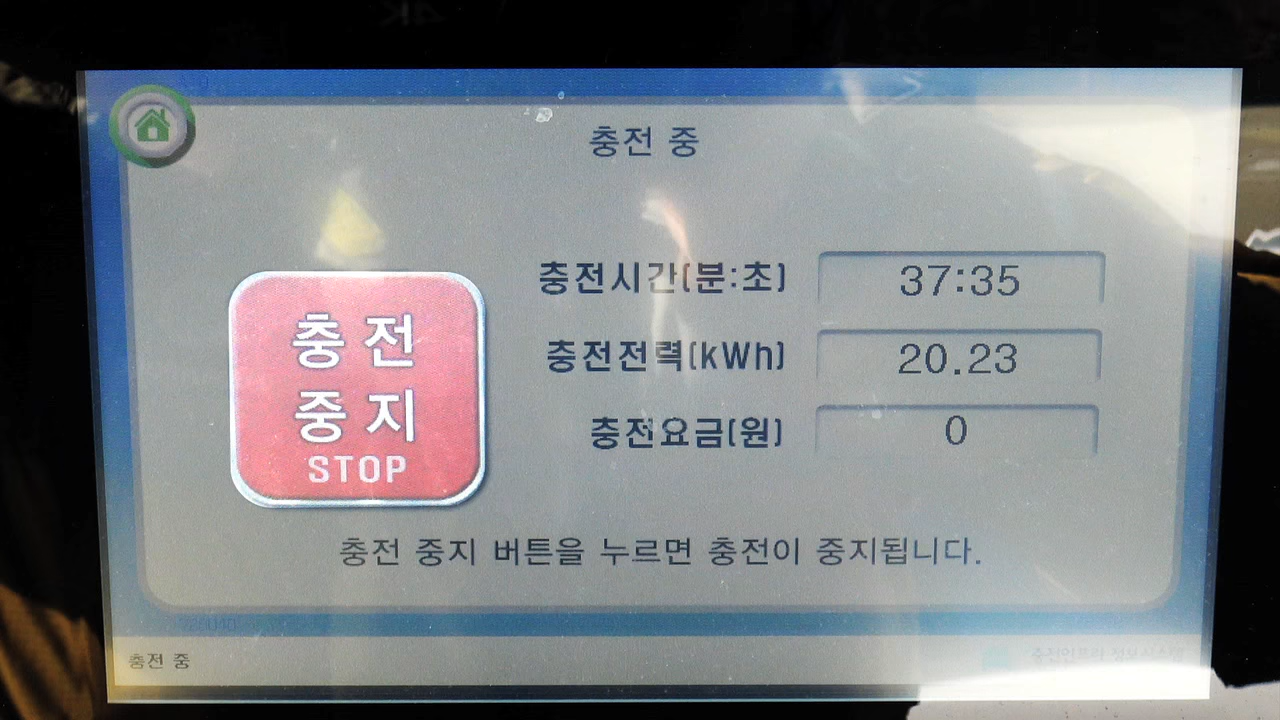 충전 중
충전시간(분:초) 37:35
충전전력(kWh) 20.23
충전요금(원) 0
충전
중지
STOP
충전 중지 버튼을 누르면 충전이 중지됩니다.
충전 중